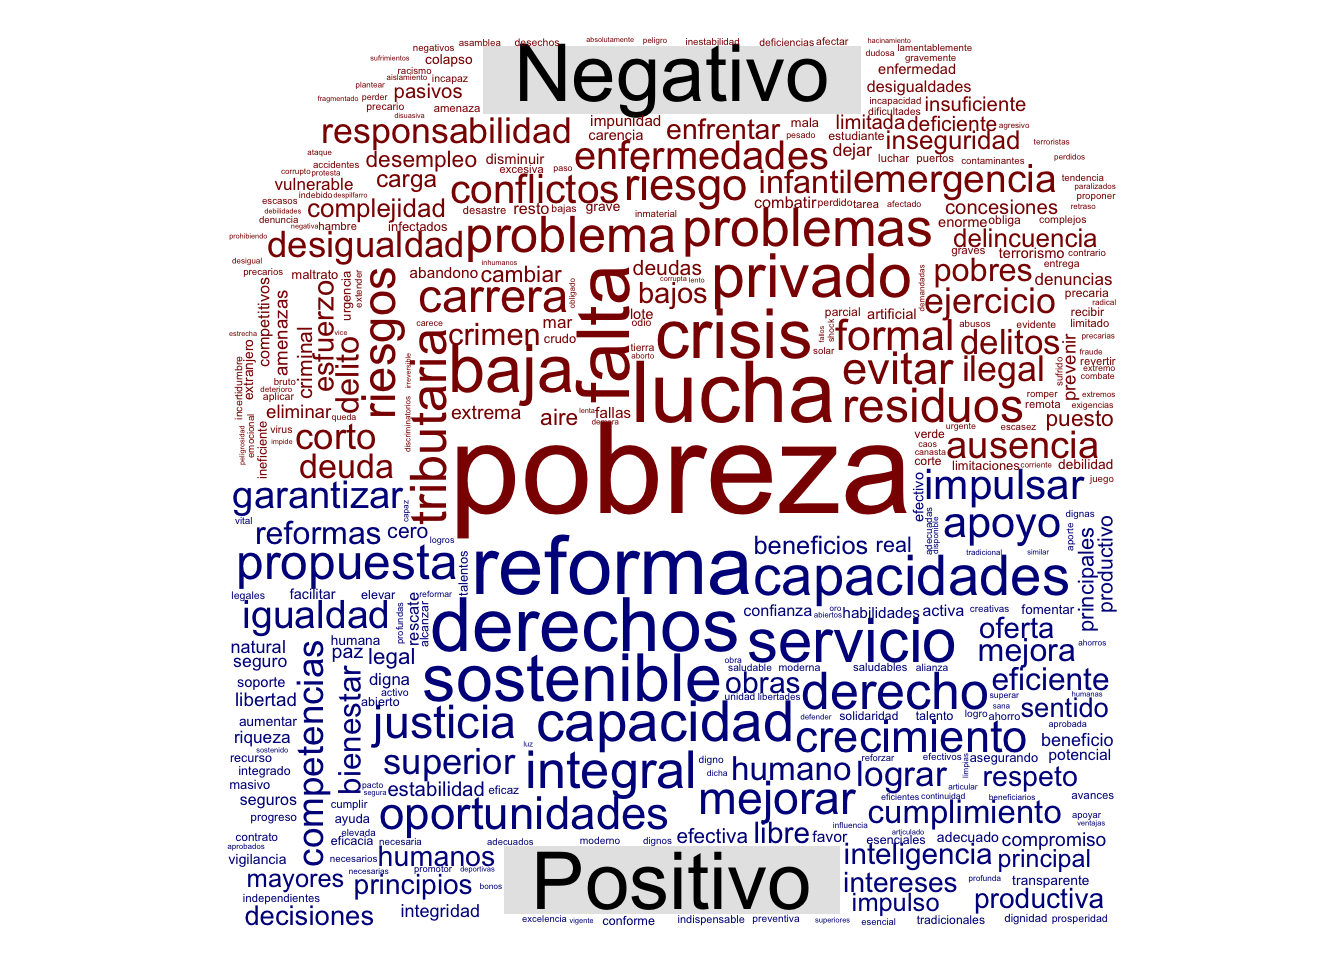 absolutamente peligro hacinamiento
negativos asamblea desechos inestabilidad deficiencias afectar
sufrimientos colapso Negativo dudosa lamentablemente
gravemente
racismo enfermedad
aislamiento incapaz
plantear pasivos desigualdades
fragmentado perder incapacidad insuficiente
precario amenaza dificultades
disuasiva impunidad mala limitada deficiente agresivo
responsabilidad carencia enfrentar pesado estudiante inseguridad terroristas
ataque desempleo disminuir enfermedades dejar luchar puertos contaminantes perdidos
accidentes excesiva paso
corrupto protesta carga conflictos riesgo infantil emergencia tendencia
vulnerable paralizados
indebido despilfarro combatir perdido tarea afectado proponer
escasos complejidad desastre resto bajas grave inmaterial concesiones retraso
debilidades
denuncia negativa hambre infectados problema problemas enorme obliga complejos
prohibiendo desigualdad delincuencia
desigual inhumanos graves terrorismo contrario
precarios maltrato abandono cambiar deudas privado entrega
urgencia extender obligado corrupta lento demandadas pobres denuncias
competitivos amenazas esfuerzo riesgos carrera falta bajos ejercicio precaria
radical
estrecha vice carece lote parcial artificial abusos evidente recibir
extranjero criminal delito crimen mar odio crisis fallos shock formal delitos limitado
crudo tierra precarias
incertidumbre tributaria baja aborto solar evitar ilegal prevenir fraude
bruto irreversible revertir
deterioro lucha sufrido extremo
aplicar combate
eliminar queda extrema aire lenta fallas residuos romper extremos
demora remota exigencias
peligrosidad emocional virus corto discriminatorios verde urgente escasez puesto
impide pobreza caos ausencia
ineficiente deuda canasta
corte limitaciones corriente debilidad
juego
garantizar capaz efectivo impulsar
vital reformas cero adecuadas disponible apoyo aporte dignas
logros beneficios real productivo
propuesta talentos reforma tradicional similar principales
capacidades
legales facilitar elevar reformar
igualdad profundas rescate alcanzar derechos confianza oro habilidades activa creativas fomentar
abiertos
oferta ahorros
natural humana servicio
seguro paz legal mejora
obra saludable moderna saludables alianza
soporte competencias bienestar digna sostenible obras eficiente
activo derecho superar humanas
libertad abierto unidad libertades sana sentido
aumentar justicia capacidad defender solidaridad talento logro ahorro aprobada
riqueza crecimiento beneficio
sostenido luz
recurso superior integral digno reforzar efectivos asegurando potencial
integrado dicha humano lograr limpias respeto
masivo pacto estabilidad eficaz articular
segura
seguros cumplir oportunidades mejorar eficientes continuidad beneficiarios avances
progreso ayuda cumplimiento apoyar
ventajas
elevada efectiva libre influencia
contrato eficacia necesaria adecuados moderno dignos favor articulado esenciales adecuado compromiso
aprobados
vigilancia necesarios humanos inteligencia principal
necesarias promotor deportivas Positivo
mayores principios bonos intereses profunda transparente
independientes impulso productiva
decisiones integridad
excelencia vigente conforme indispensable preventiva superiores esencial tradicionales dignidad prosperidad